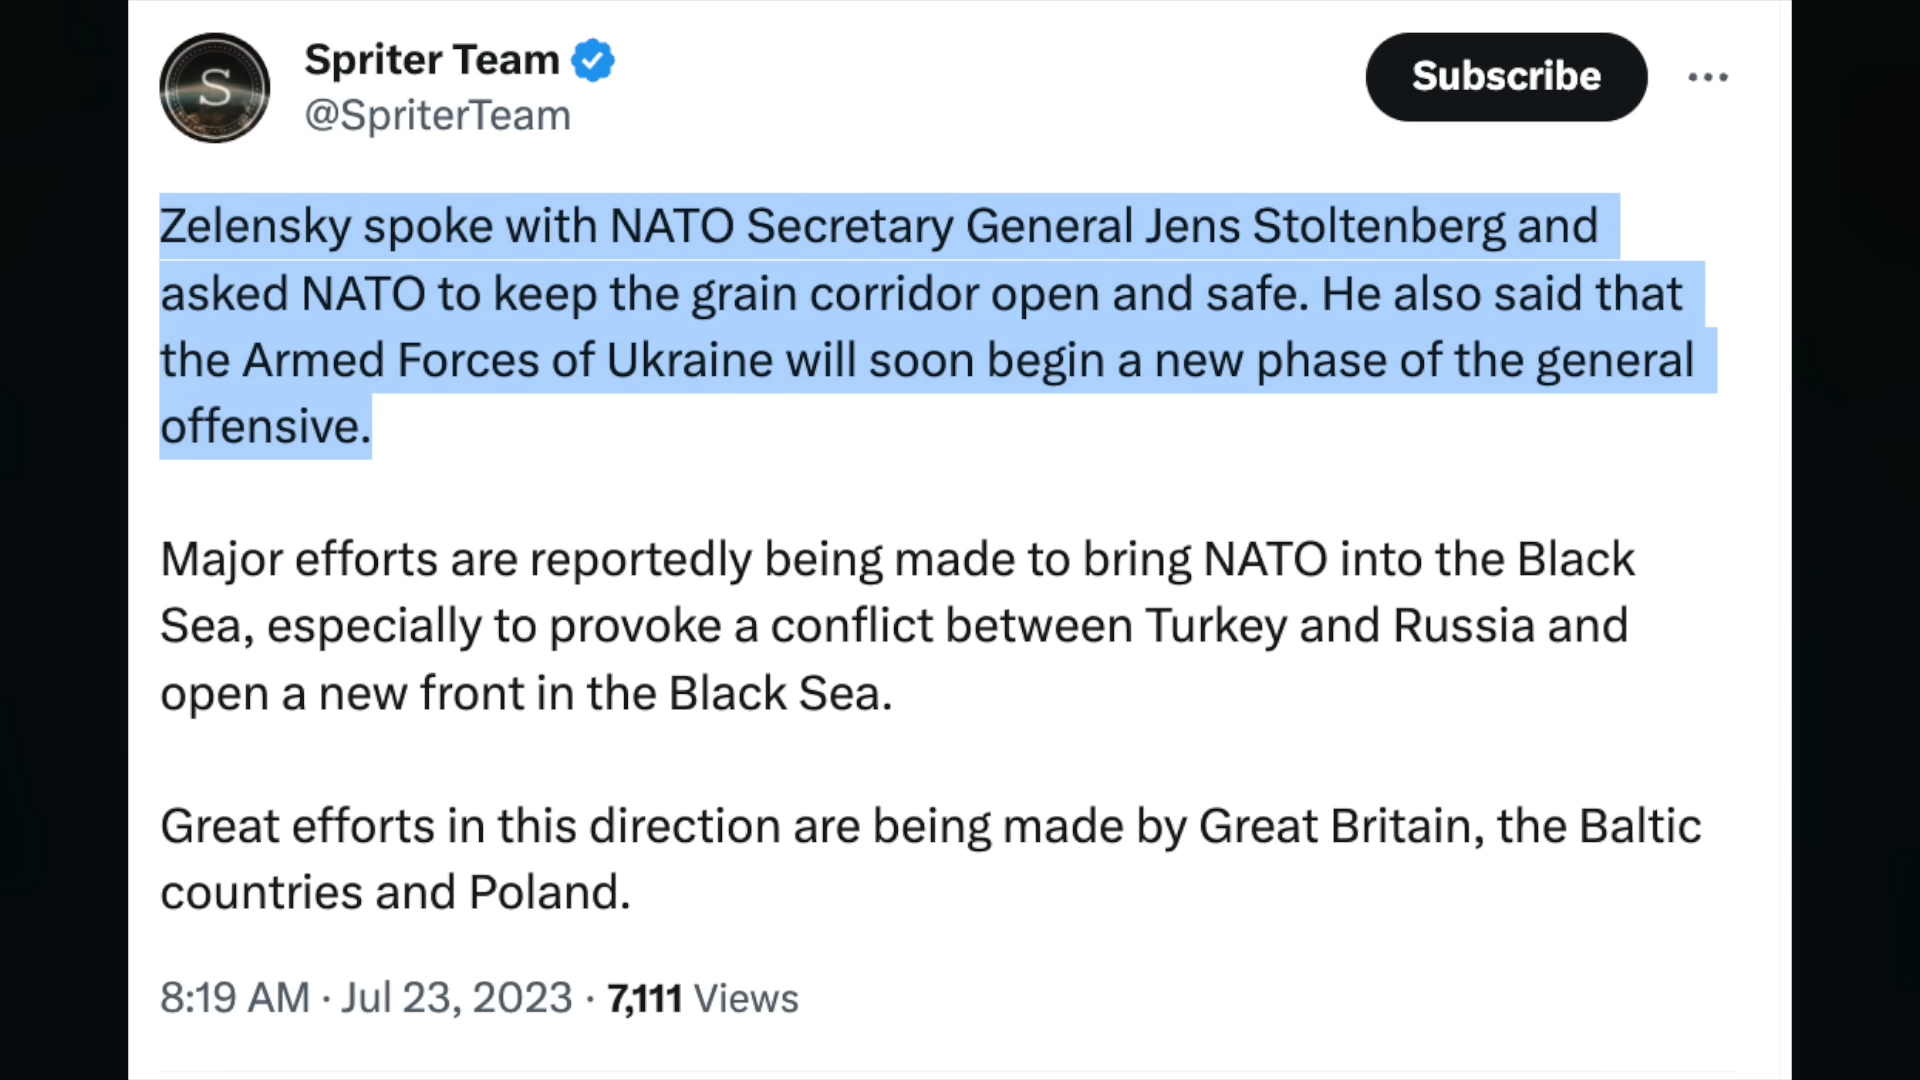 S
Spriter Team
@SpriterTeam
Subscribe
Zelensky spoke with NATO Secretary General Jens Stoltenberg and
asked NATO to keep the grain corridor open and safe. He also said that
the Armed Forces of Ukraine will soon begin a new phase of the general
offensive.
Major efforts are reportedly being made to bring NATO into the Black
Sea, especially to provoke a conflict between Turkey and Russia and
open a new front in the Black Sea.
Great efforts in this direction are being made by Great Britain, the Baltic
countries and Poland.
8:19 AM · Jul 23, 2023 · 7,111 Views